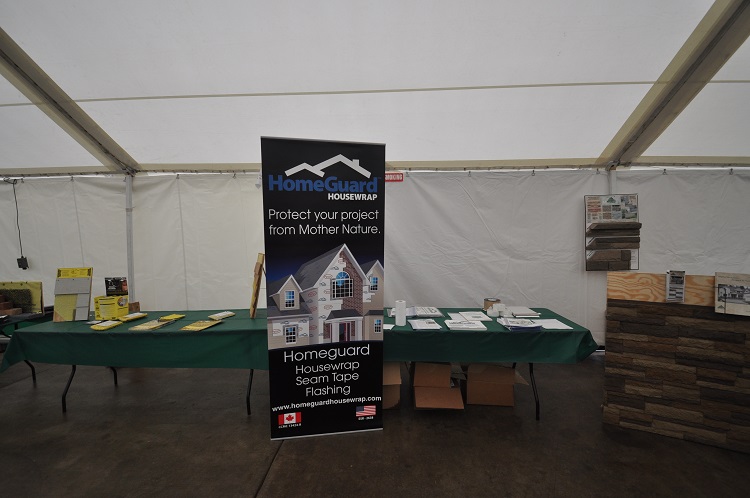 HomeGuard
HOUSEWRAP
Protect your project
from Mother Nature.
Homeguard
Housewrap
Seam Tape
Flashing
www.homeguardhousewrap.com